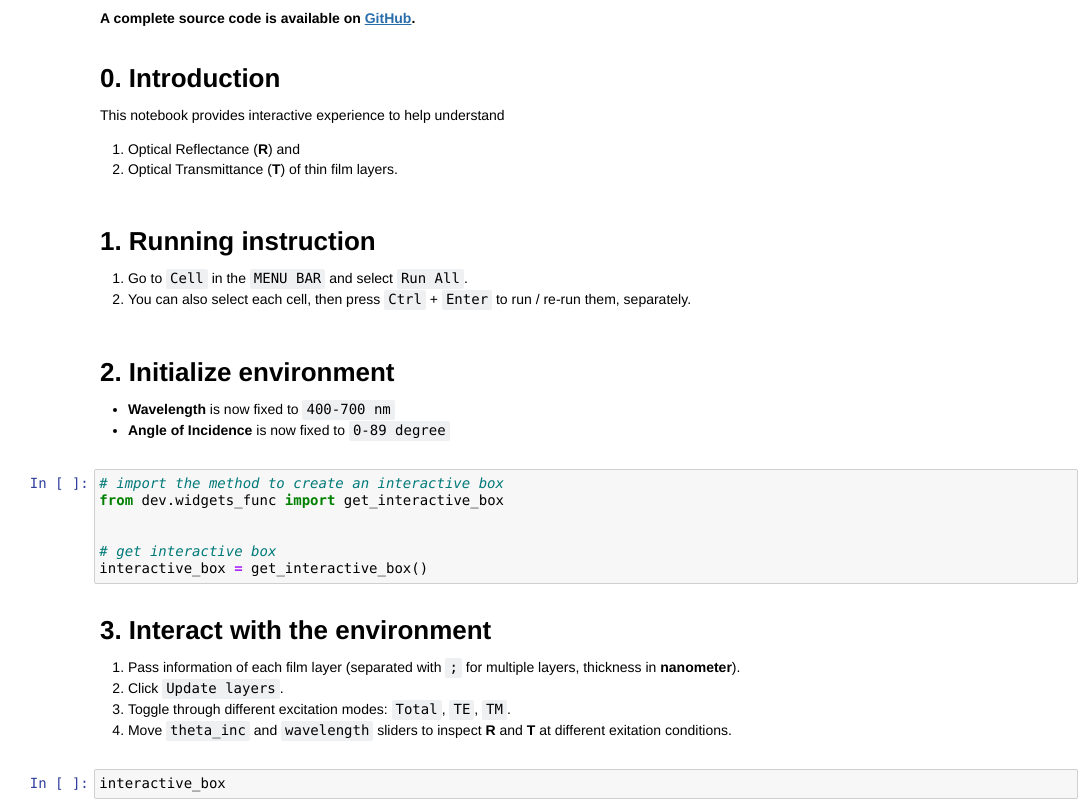 A complete source code is available on GitHub.
0. Introduction
This notebook provides interactive experience to help understand
1. Optical Reflectance (R) and
2. Optical Transmittance (T) of thin film layers.
1. Running instruction
1. Go to Cell in the MENU BAR and select Run All.
2. You can also select each cell, then press Ctrl + Enter to run / re-run them, separately.
2. Initialize environment
• Wavelength is now fixed to 400-700 nm
• Angle of Incidence is now fixed to 0-89 degree
In [ ]: # import the method to create an interactive box
from dev.widgets_func import get_interactive_box
# get interactive box
interactive_box = get_interactive_box()
3. Interact with the environment
1. Pass information of each film layer (separated with ; for multiple layers, thickness in nanometer).
2. Click Update layers.
3. Toggle through different excitation modes: Total, TE, TM.
4. Move theta_inc and wavelength sliders to inspect R and T at different exitation conditions.
In [ ]: interactive_box